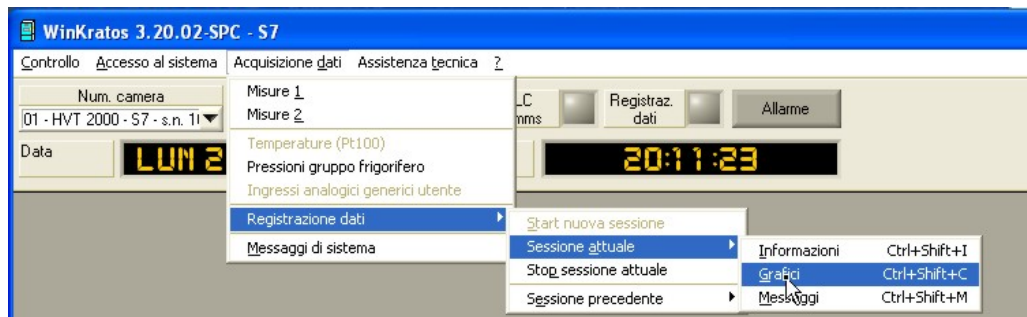 WinKratos 3.20.02-SPC - S7
Controllo Accesso al sistema Acquisizione dati Assistenza tecnica ?
Num. camera
01 - HVT 2000 - S7 - s.n.
Misure 1
Misure 2
Registraz.
dati
Allarme
Data
LUN 2
20:11:23
Temperature (Pt100)
Pressioni gruppo frigorifero
Ingressi analogici generici utente
Registrazione dati
Messaggi di sistema
Start nuova sessione
Sessione attuale
Stop sessione attuale
Sessione precedente
Informazioni Ctrl+Shift+I
Grafici Ctrl+Shift+C
Messaggi Ctrl+Shift+M